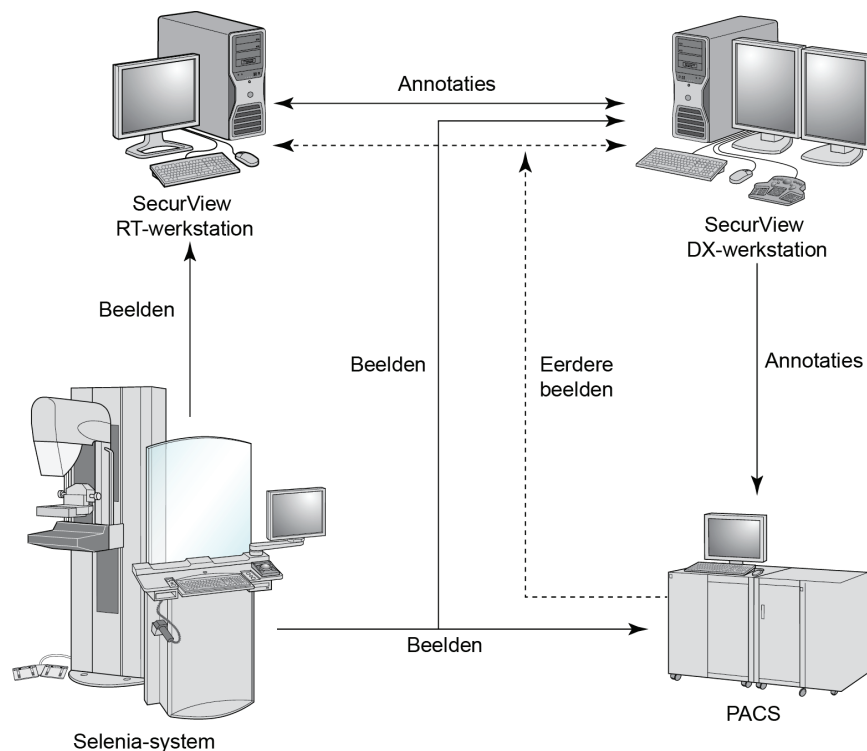 Annotaties
SecurView
RT-werkstation
SecurView
DX-werkstation
Beelden
Beelden
Eerdere
beelden
Annotaties
Beelden
PACS
Selenia-system